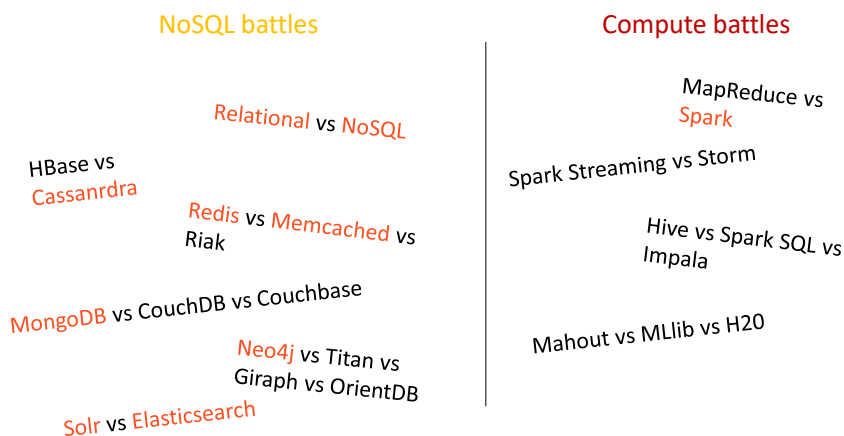 NoSQL battles
Relational vs NoSQL
HBase vs
Cassanrdra
Redis vs Memcached vs
Riak
MongoDB vs CouchDB vs Couchbase
Neo4j vs Titan vs
Giraph vs OrientDB
Solr vs Elasticsearch
Compute battles
MapReduce vs
Spark
Spark Streaming vs Storm
Hive vs Spark SQL vs
Impala
Mahout vs MLlib vs H20